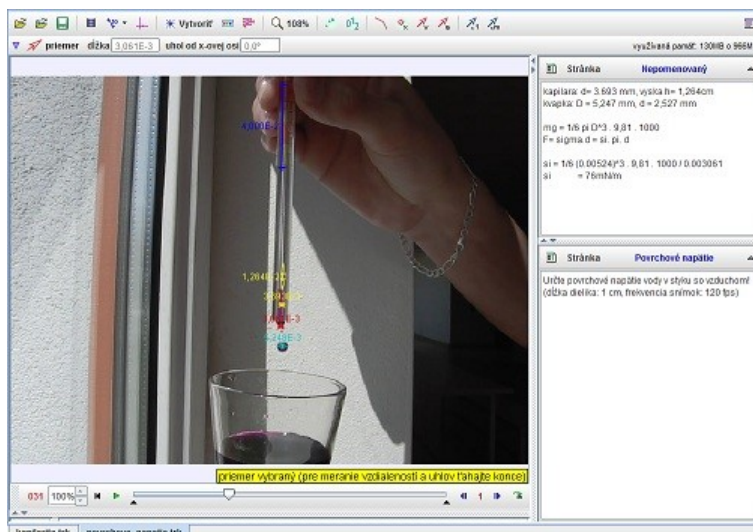 Vytvoriť 108%
priemer dĺžka 3,061E-3 uhol od x-ovej osi 0,0°
využívaná pamäť: 130MB o 966M
Stránka Nepomenovaný
kapilara: d= 3.693 mm, vyska h= 1,264cm
kvapka: D = 5,247 mm, d = 2,527 mm
mg = 1/6 pi D^3 . 9,81 . 1000
F= sigma.d = si. pi. d
si = 1/6 (0.00524)^3 . 9,81 . 1000 / 0.003061
si = 76mN/m
Stránka Povrchové napätie
Určte povrchové napätie vody v styku so vzduchom!
(dĺžka dielika: 1 cm, frekvencia snímok: 120 fps)
1,264E-2
priemer vybraný (pre meranie vzdialeností a uhlov ťahajte konce)
031 100% 1